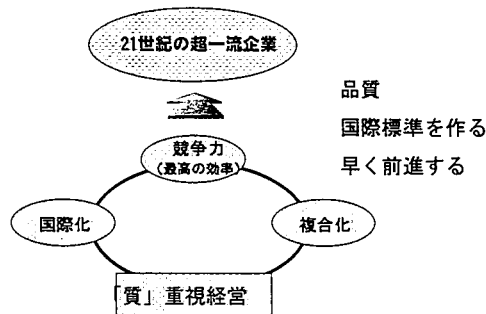 21世紀の超一流企業
品質
国際標準を作る
早く前進する
競争力
(最高の効率)
国際化
複合化
「質」重視経営